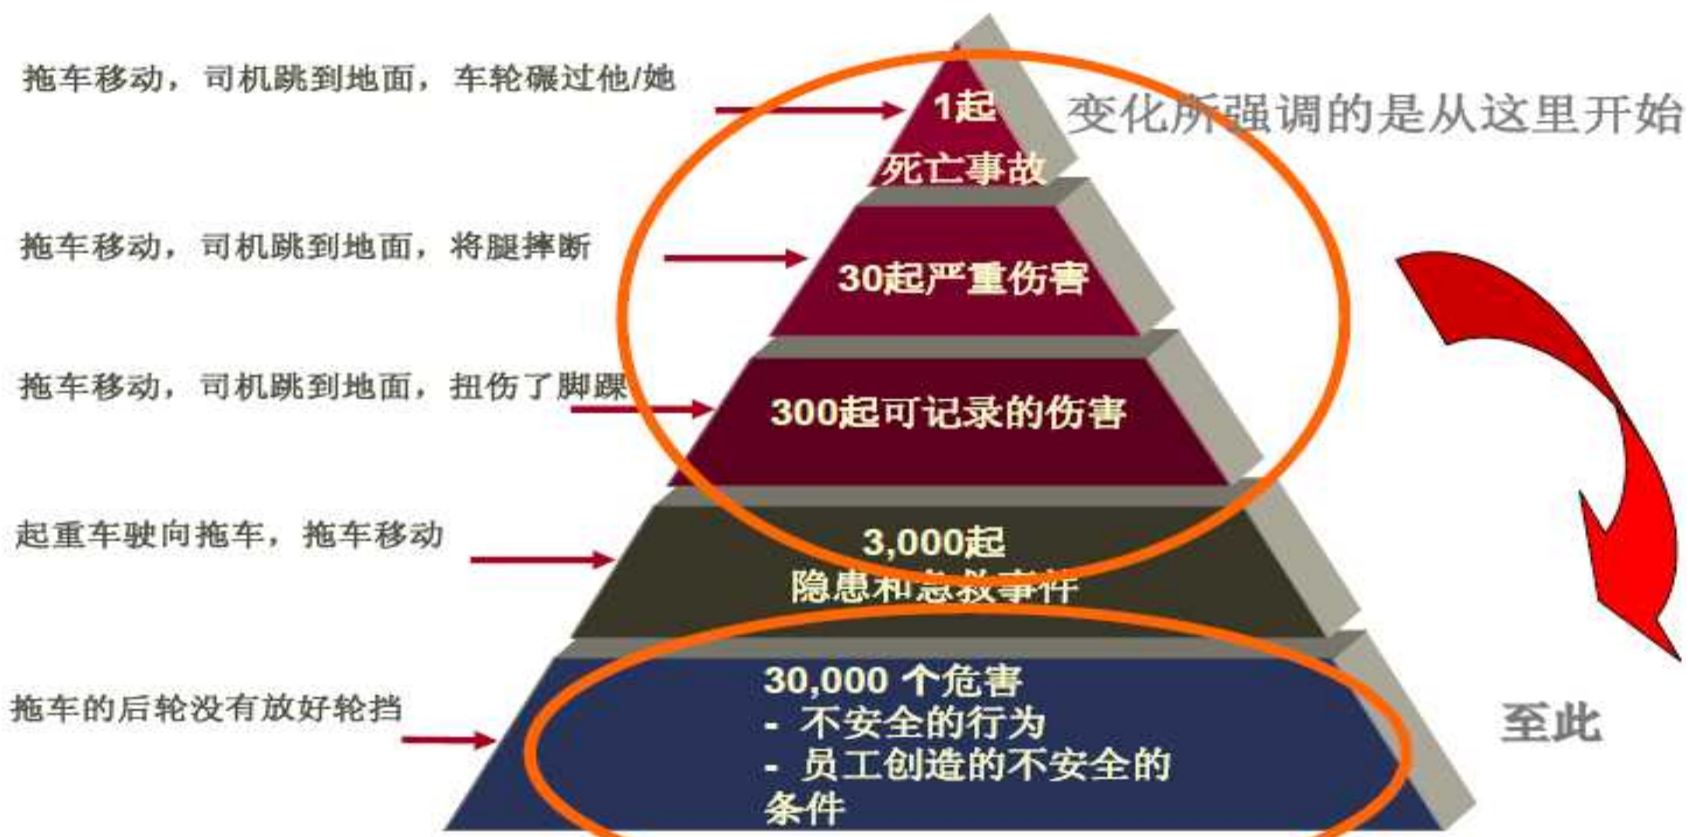 拖车移动，司机跳到地面，车轮碾过他/她
1起
死亡事故
变化所强调的是从这里开始
拖车移动，司机跳到地面，将腿摔断
30起严重伤害
拖车移动，司机跳到地面，扭伤了脚踝
300起可记录的伤害
起重车驶向拖车，拖车移动
3,000起
隐患和急救事件
拖车的后轮没有放好轮挡
30,000 个危害
- 不安全的行为
- 员工创造的不安全的
条件
至此